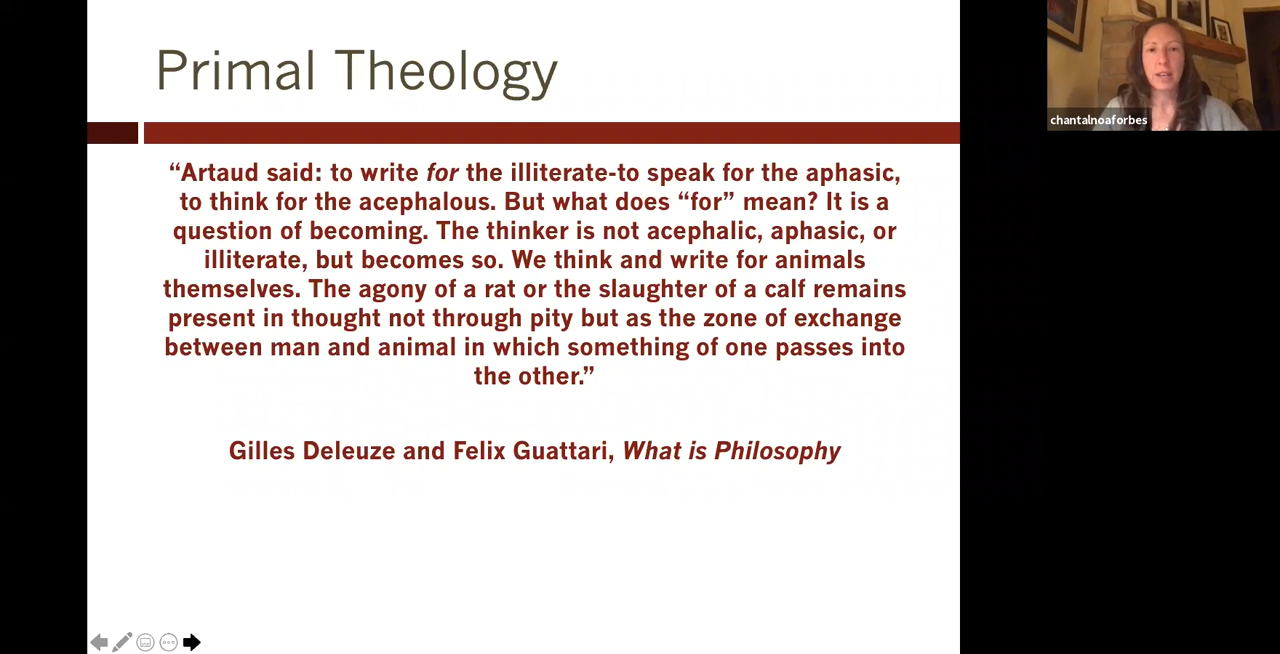 Primal Theology
chantalnoaforbes
“Artaud said: to write for the illiterate-to speak for the aphasic,
to think for the acephalous. But what does “for” mean? It is a
question of becoming. The thinker is not acephalic, aphasic, or
illiterate, but becomes so. We think and write for animals
themselves. The agony of a rat or the slaughter of a calf remains
present in thought not through pity but as the zone of exchange
between man and animal in which something of one passes into
the other.”
Gilles Deleuze and Felix Guattari, What is Philosophy